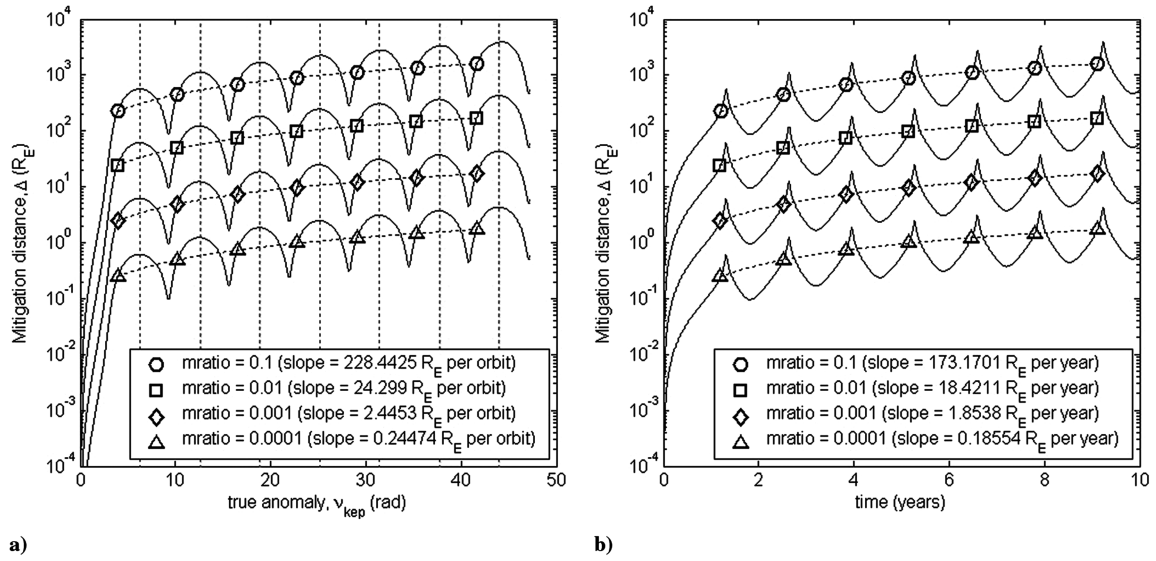 10^4
10^3
10^2
10^1
10^0
10^-1
10^-2
10^-3
10^-4
Mitigation distance, Δ (R_E)
mratio = 0.1 (slope = 228.4425 R_E per orbit)
mratio = 0.01 (slope = 24.299 R_E per orbit)
mratio = 0.001 (slope = 2.4453 R_E per orbit)
mratio = 0.0001 (slope = 0.24474 R_E per orbit)
0 10 20 30 40 50
true anomaly, ν_kep (rad)
a)
10^4
10^3
10^2
10^1
10^0
10^-1
10^-2
10^-3
10^-4
Mitigation distance, Δ (R_E)
mratio = 0.1 (slope = 173.1701 R_E per year)
mratio = 0.01 (slope = 18.4211 R_E per year)
mratio = 0.001 (slope = 1.8538 R_E per year)
mratio = 0.0001 (slope = 0.18554 R_E per year)
0 2 4 6 8 10
time (years)
b)